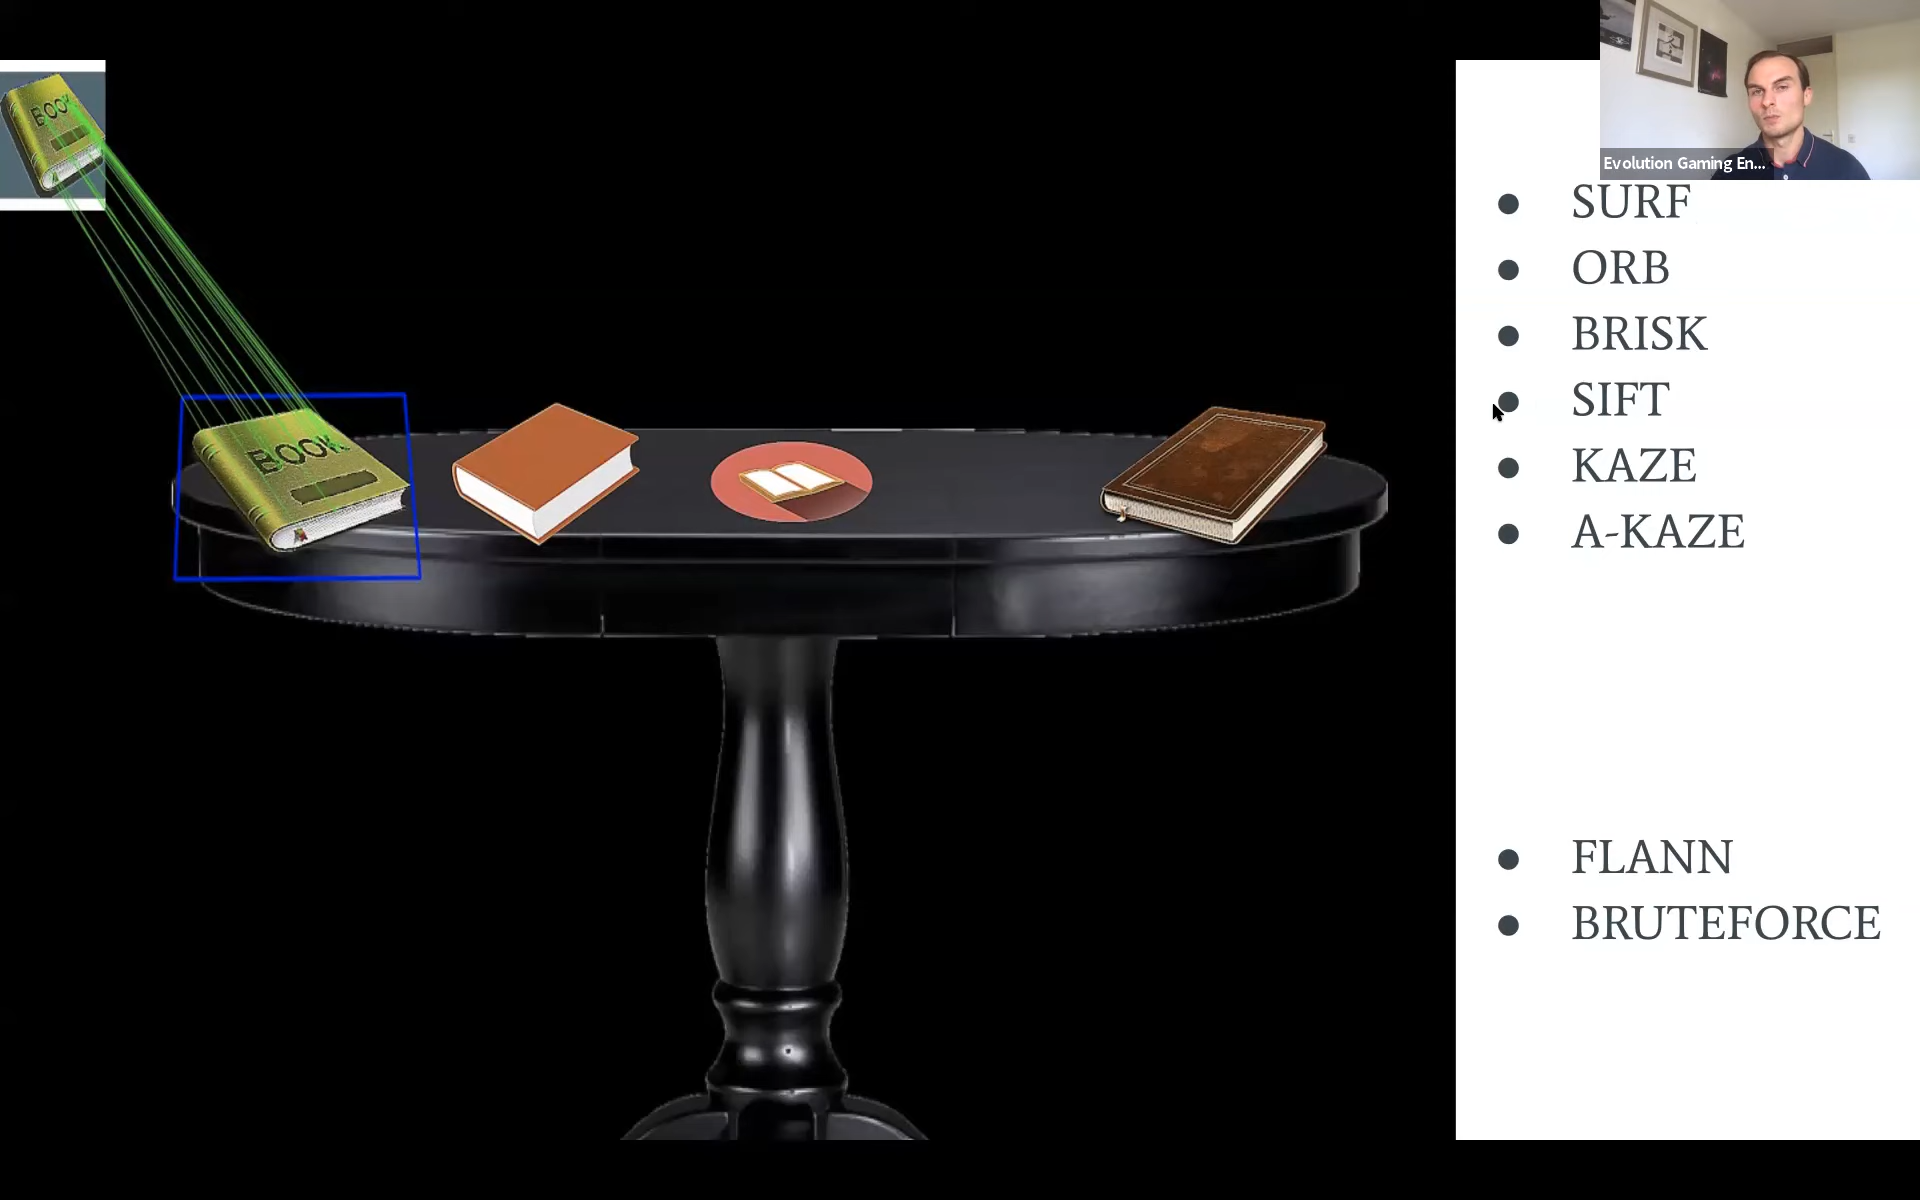 BOOK
Evolution Gaming En...
SURF
ORB
BRISK
SIFT
BOOK
KAZE
A-KAZE
FLANN
BRUTEFORCE